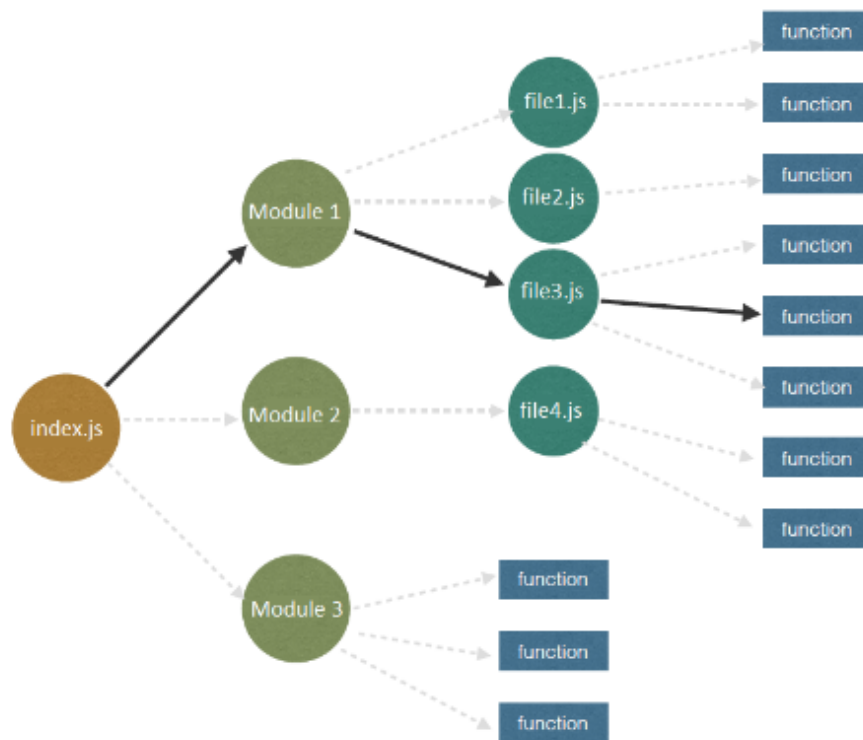 function
file1.js
function
function
file2.js
Module 1
function
file3.js
function
function
Module 2
file4.js
index.js
function
function
function
Module 3
function
function